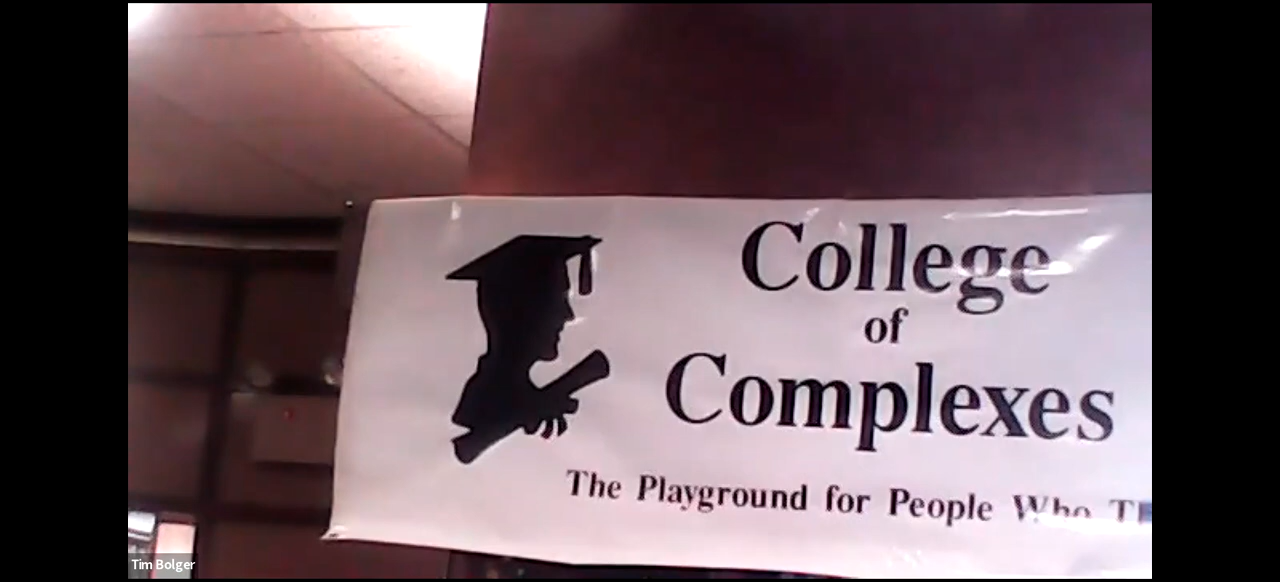 College
of
Complexes
The Playground for People Who
Tim Bolger